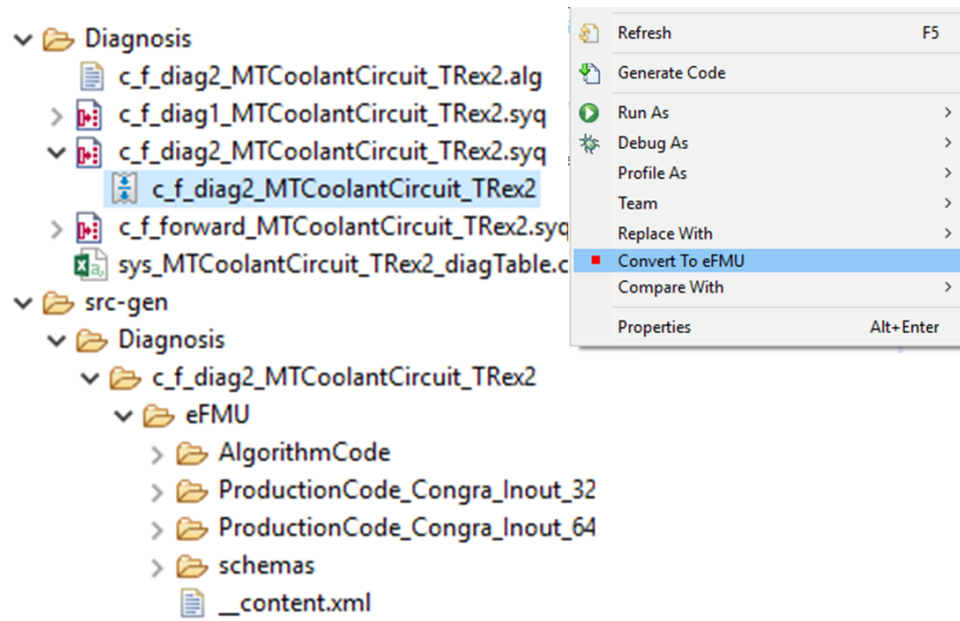 Diagnosis
c_f_diag2_MTCoolantCircuit_TRex2.alg
c_f_diag1_MTCoolantCircuit_TRex2.syq
c_f_diag2_MTCoolantCircuit_TRex2.syq
c_f_diag2_MTCoolantCircuit_TRex2
c_f_forward_MTCoolantCircuit_TRex2.syq
sys_MTCoolantCircuit_TRex2_diagTable.c
src-gen
Diagnosis
c_f_diag2_MTCoolantCircuit_TRex2
eFMU
AlgorithmCode
ProductionCode_Congra_Inout_32
ProductionCode_Congra_Inout_64
schemas
__content.xml
Refresh F5
Generate Code
Run As
Debug As
Profile As
Team
Replace With
Convert To eFMU
Compare With
Properties Alt+Enter